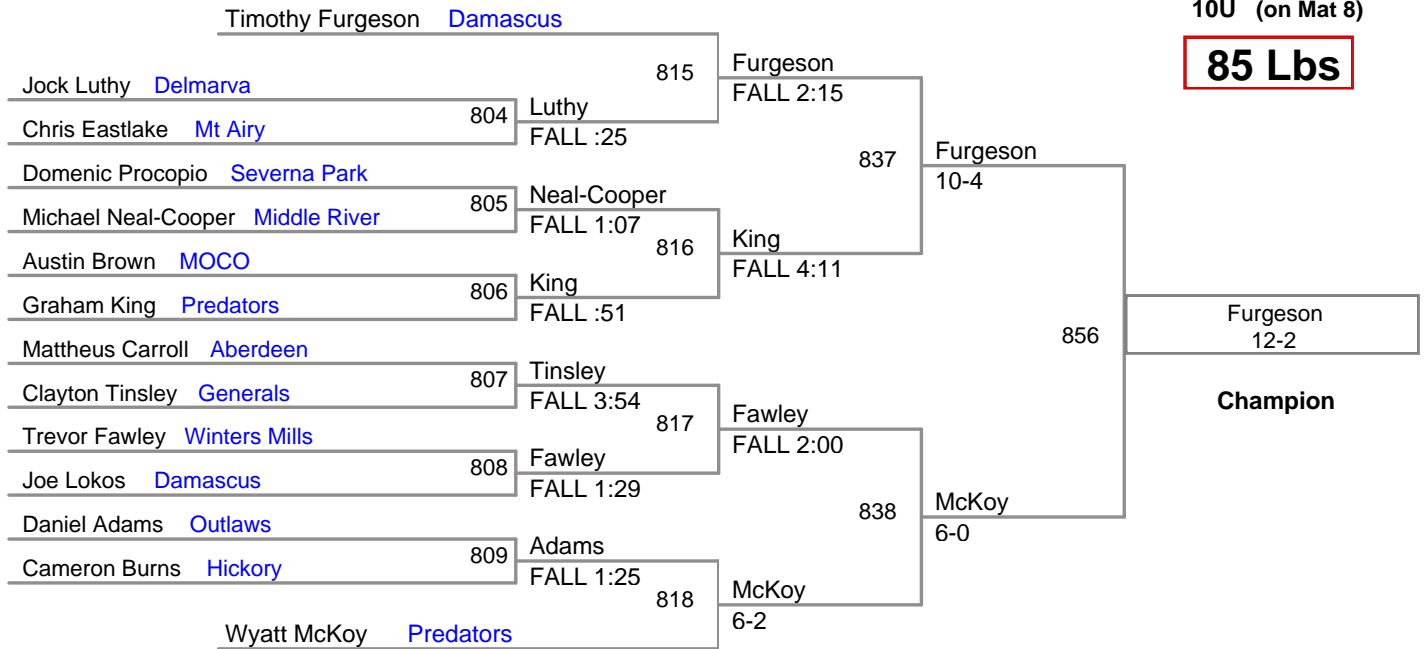 10U (on Mat 8)
85 Lbs
Timothy Furgeson Damascus
815
Furgeson
FALL 2:15
Jock Luthy Delmarva
804
Luthy
FALL :25
Chris Eastlake Mt Airy
837
Furgeson
10-4
Domenic Procopio Severna Park
805
Neal-Cooper
FALL 1:07
Michael Neal-Cooper Middle River
816
King
FALL 4:11
Austin Brown MOCO
806
King
FALL :51
Graham King Predators
856
Furgeson
12-2
Champion
Mattheus Carroll Aberdeen
807
Tinsley
FALL 3:54
Clayton Tinsley Generals
817
Fawley
FALL 2:00
Trevor Fawley Winters Mills
808
Fawley
FALL 1:29
Joe Lokos Damascus
838
McKoy
6-0
Daniel Adams Outlaws
809
Adams
FALL 1:25
Cameron Burns Hickory
818
McKoy
6-2
Wyatt McKoy Predators